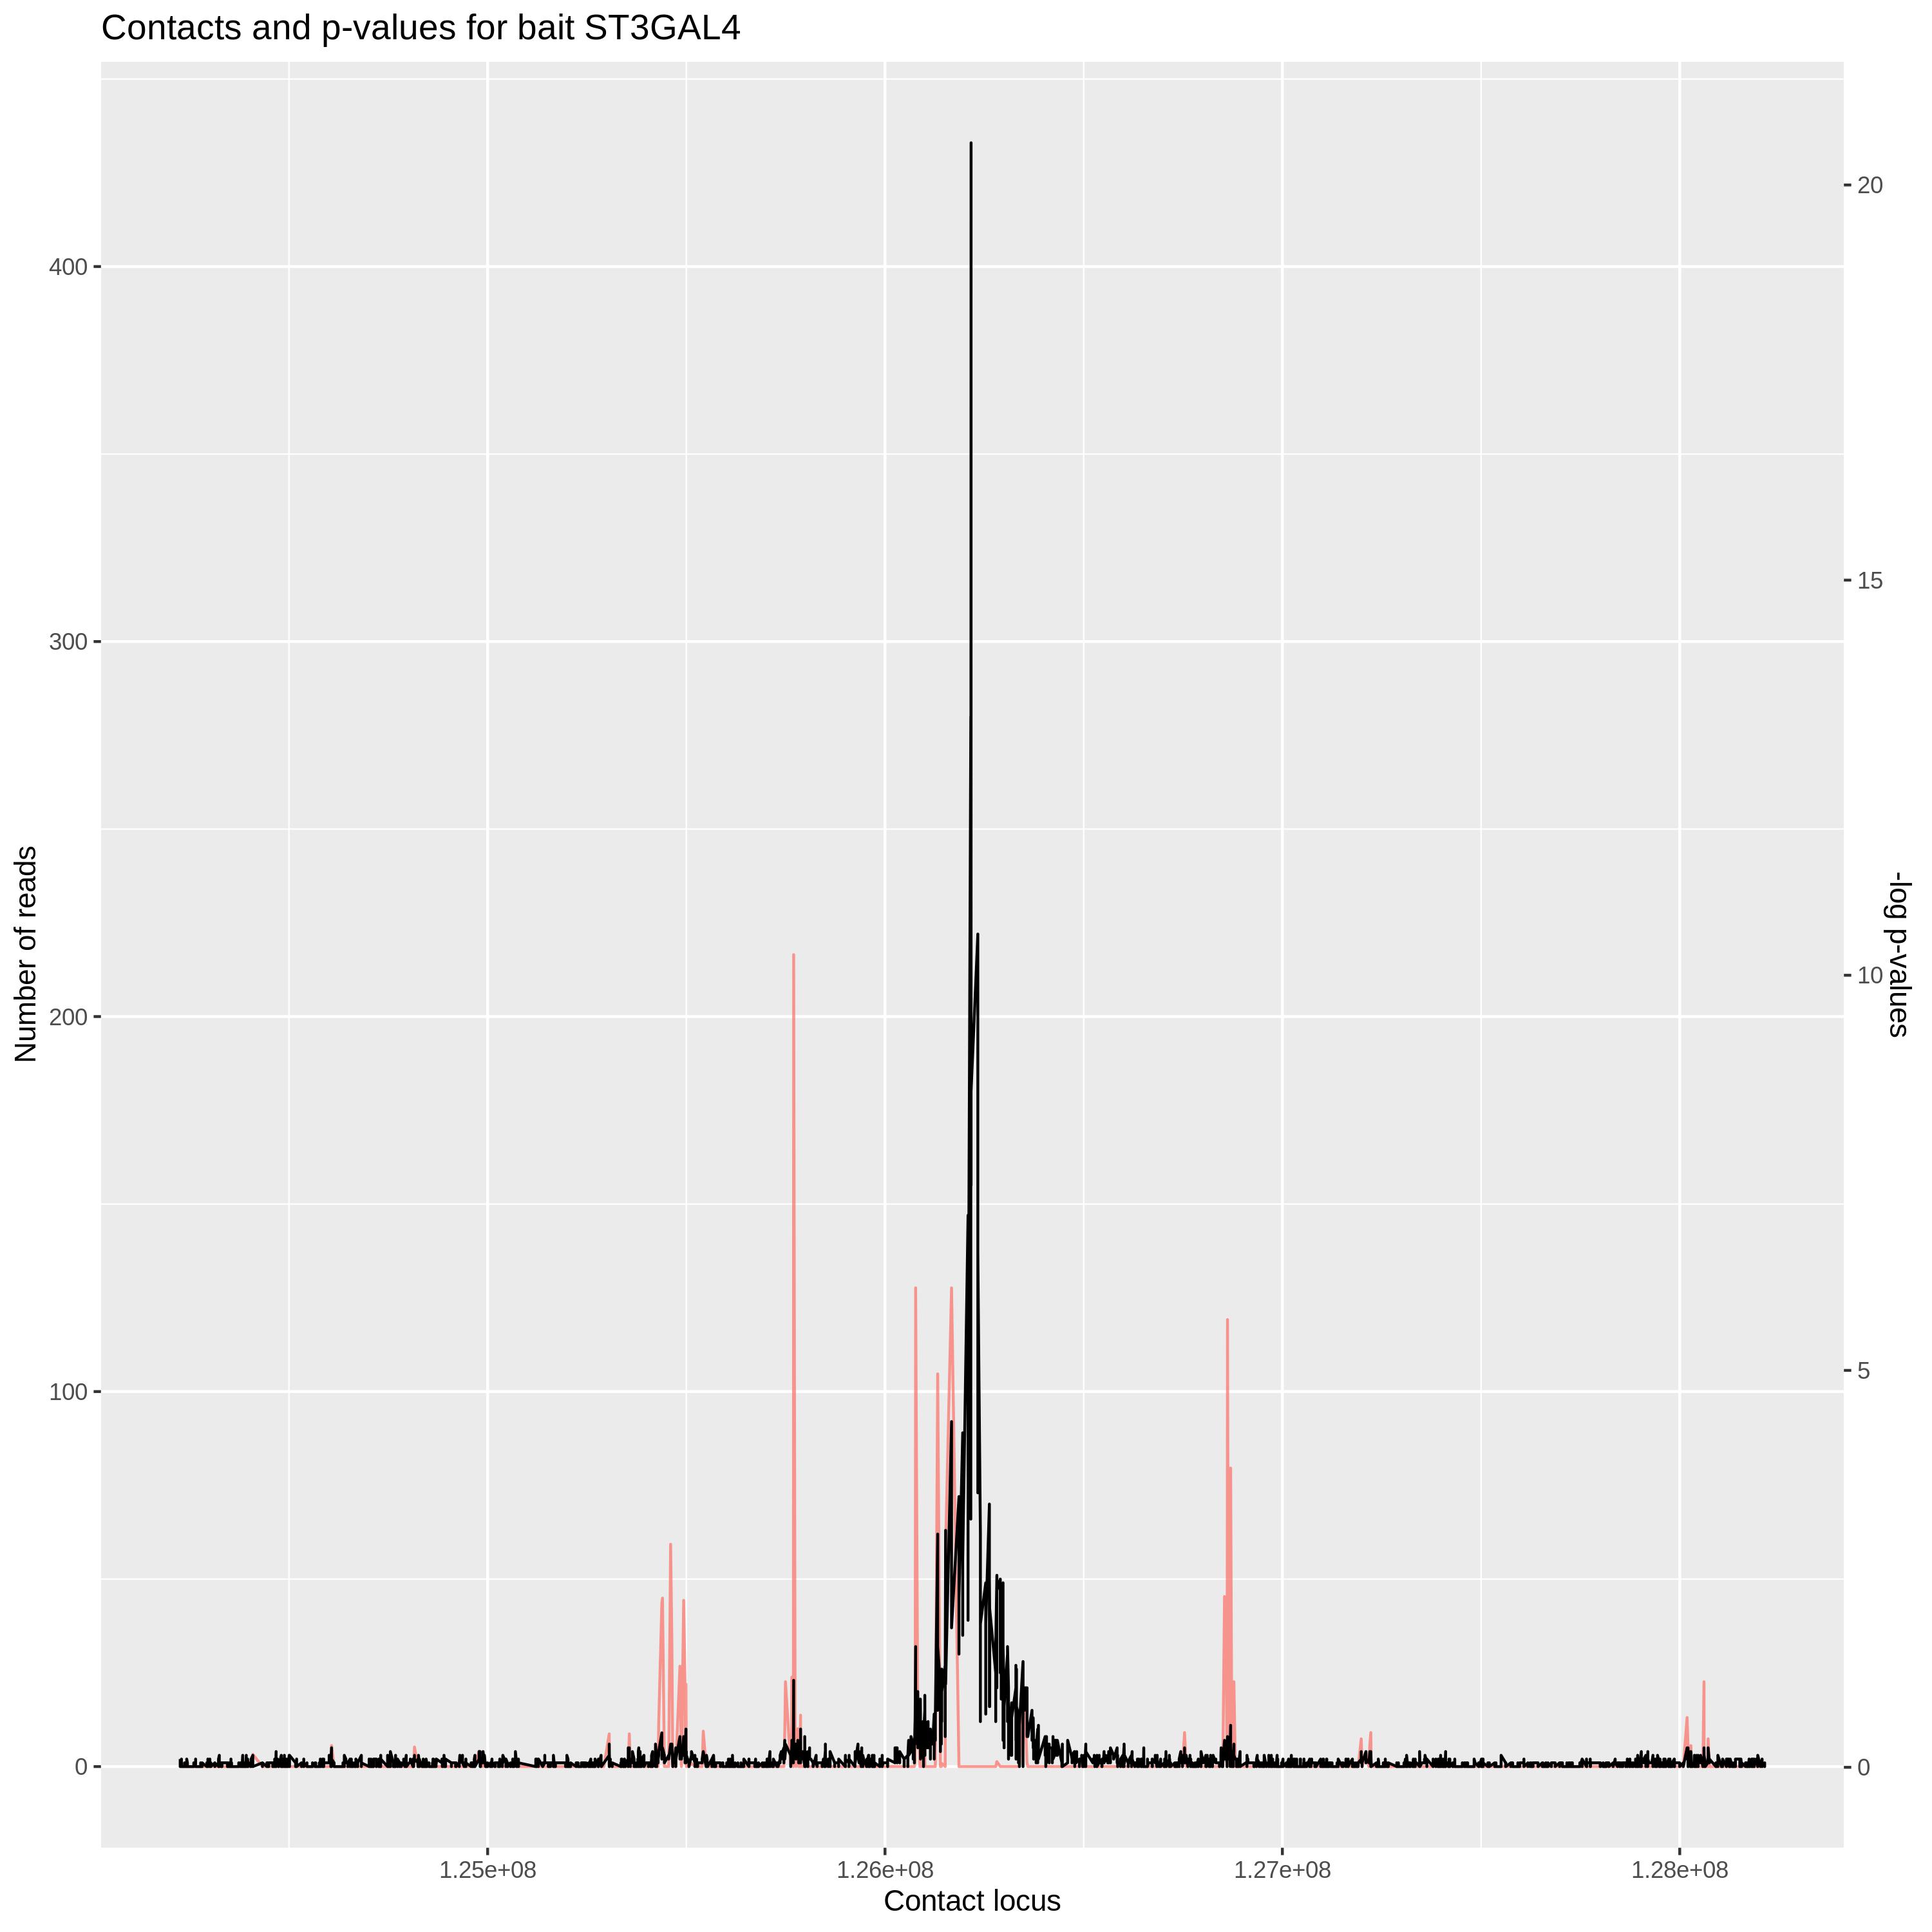 Contacts and p-values for bait ST3GAL4
Number of reads
400
300
200
100
0
20
15
10
5
0
-log p-values
1.25e+08
1.26e+08
1.27e+08
1.28e+08
Contact locus